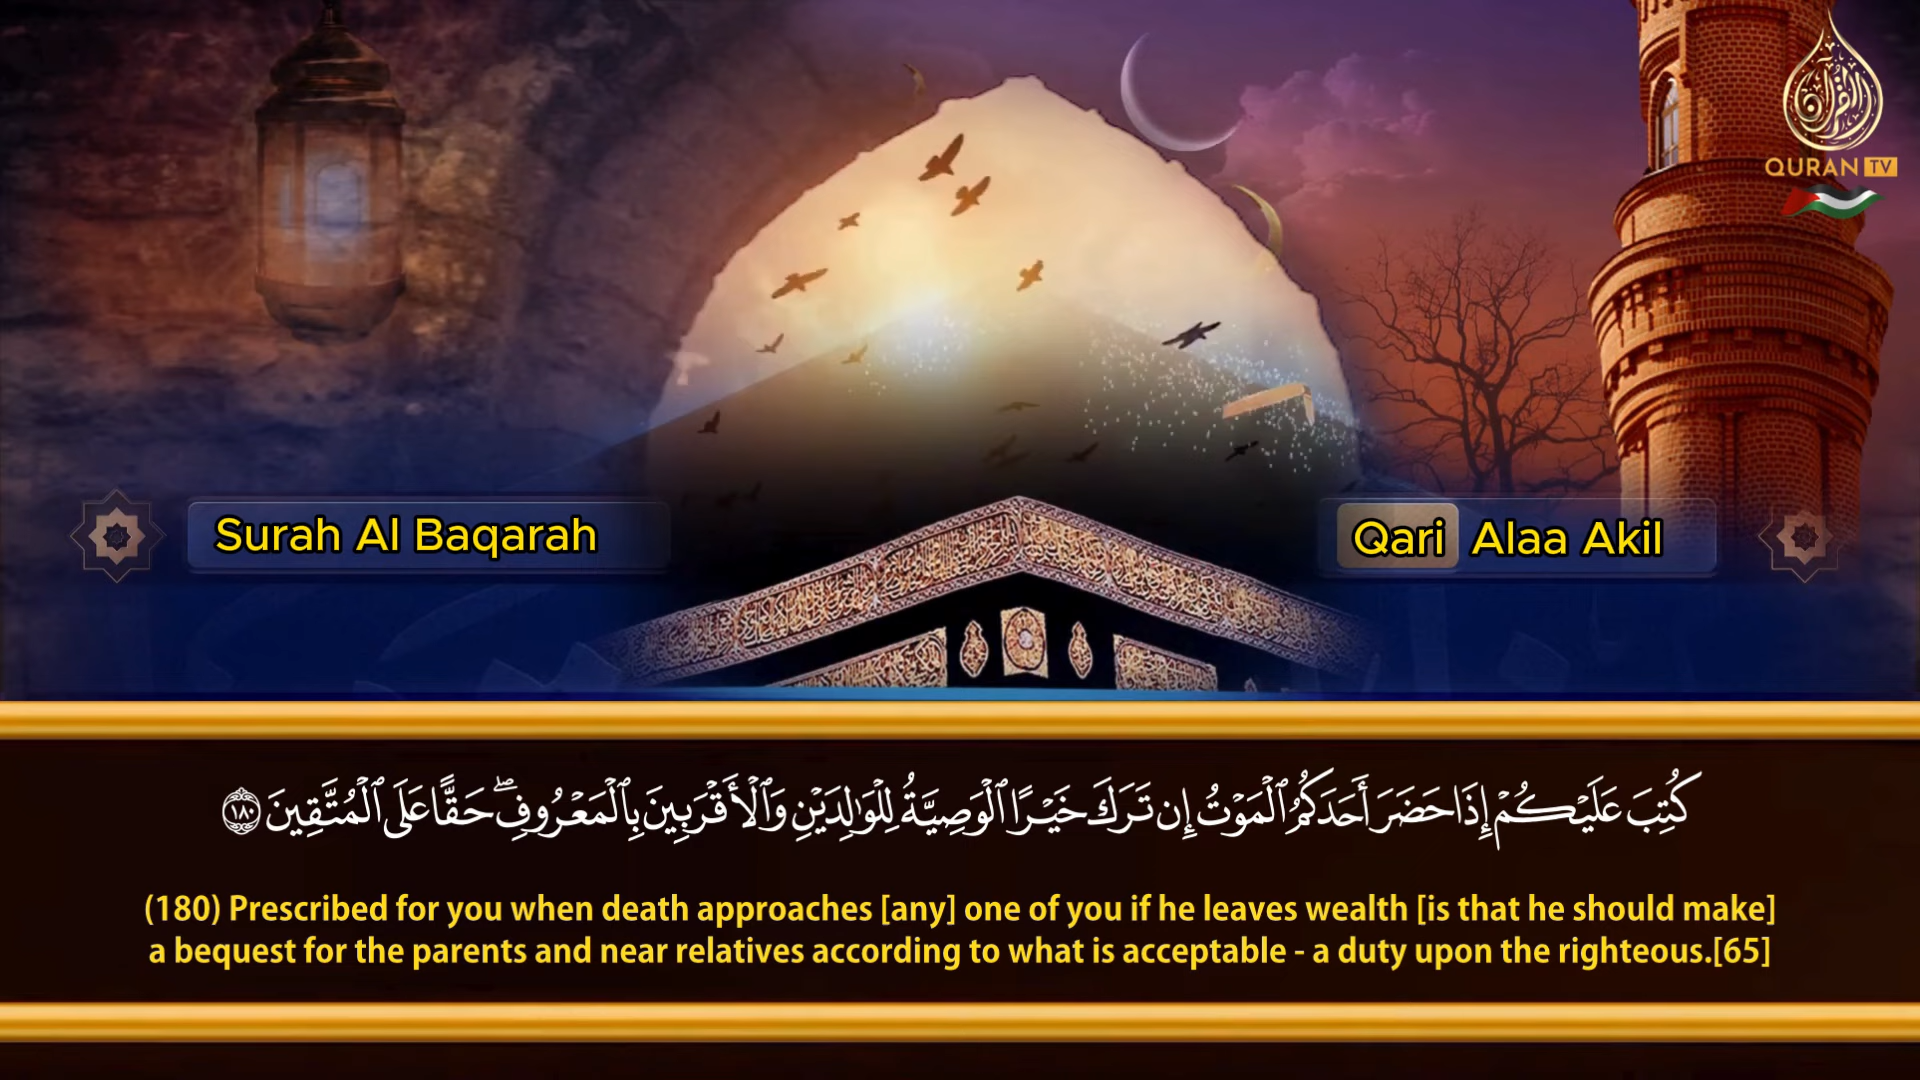 القرآن
QURAN TV
Surah Al Baqarah
Qari Alaa Akil
كُتِبَ عَلَيْكُمْ إِذَا حَضَرَ أَحَدَكُمُ ٱلْمَوْتُ إِن تَرَكَ خَيْرًا ٱلْوَصِيَّةُ لِلْوَٰلِدَيْنِ وَٱلْأَقْرَبِينَ بِٱلْمَعْرُوفِ ۖ حَقًّا عَلَى ٱلْمُتَّقِينَ ١٨٠
(180) Prescribed for you when death approaches [any] one of you if he leaves wealth [is that he should make]
a bequest for the parents and near relatives according to what is acceptable - a duty upon the righteous.[65]